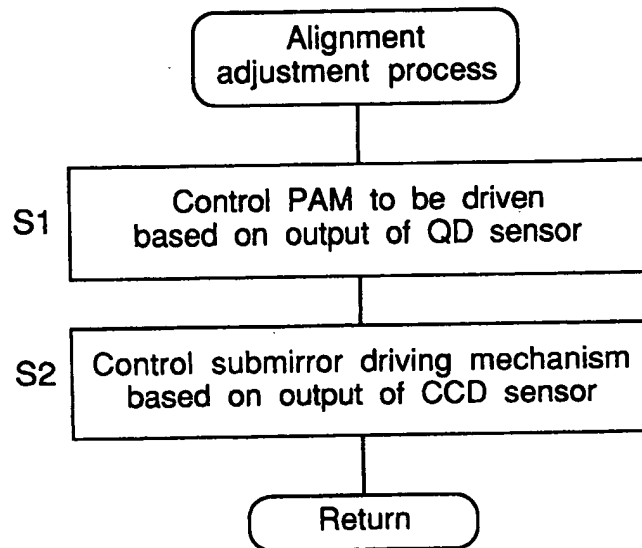 Alignment
adjustment process
S1
Control PAM to be driven
based on output of QD sensor
S2
Control submirror driving mechanism
based on output of CCD sensor
Return